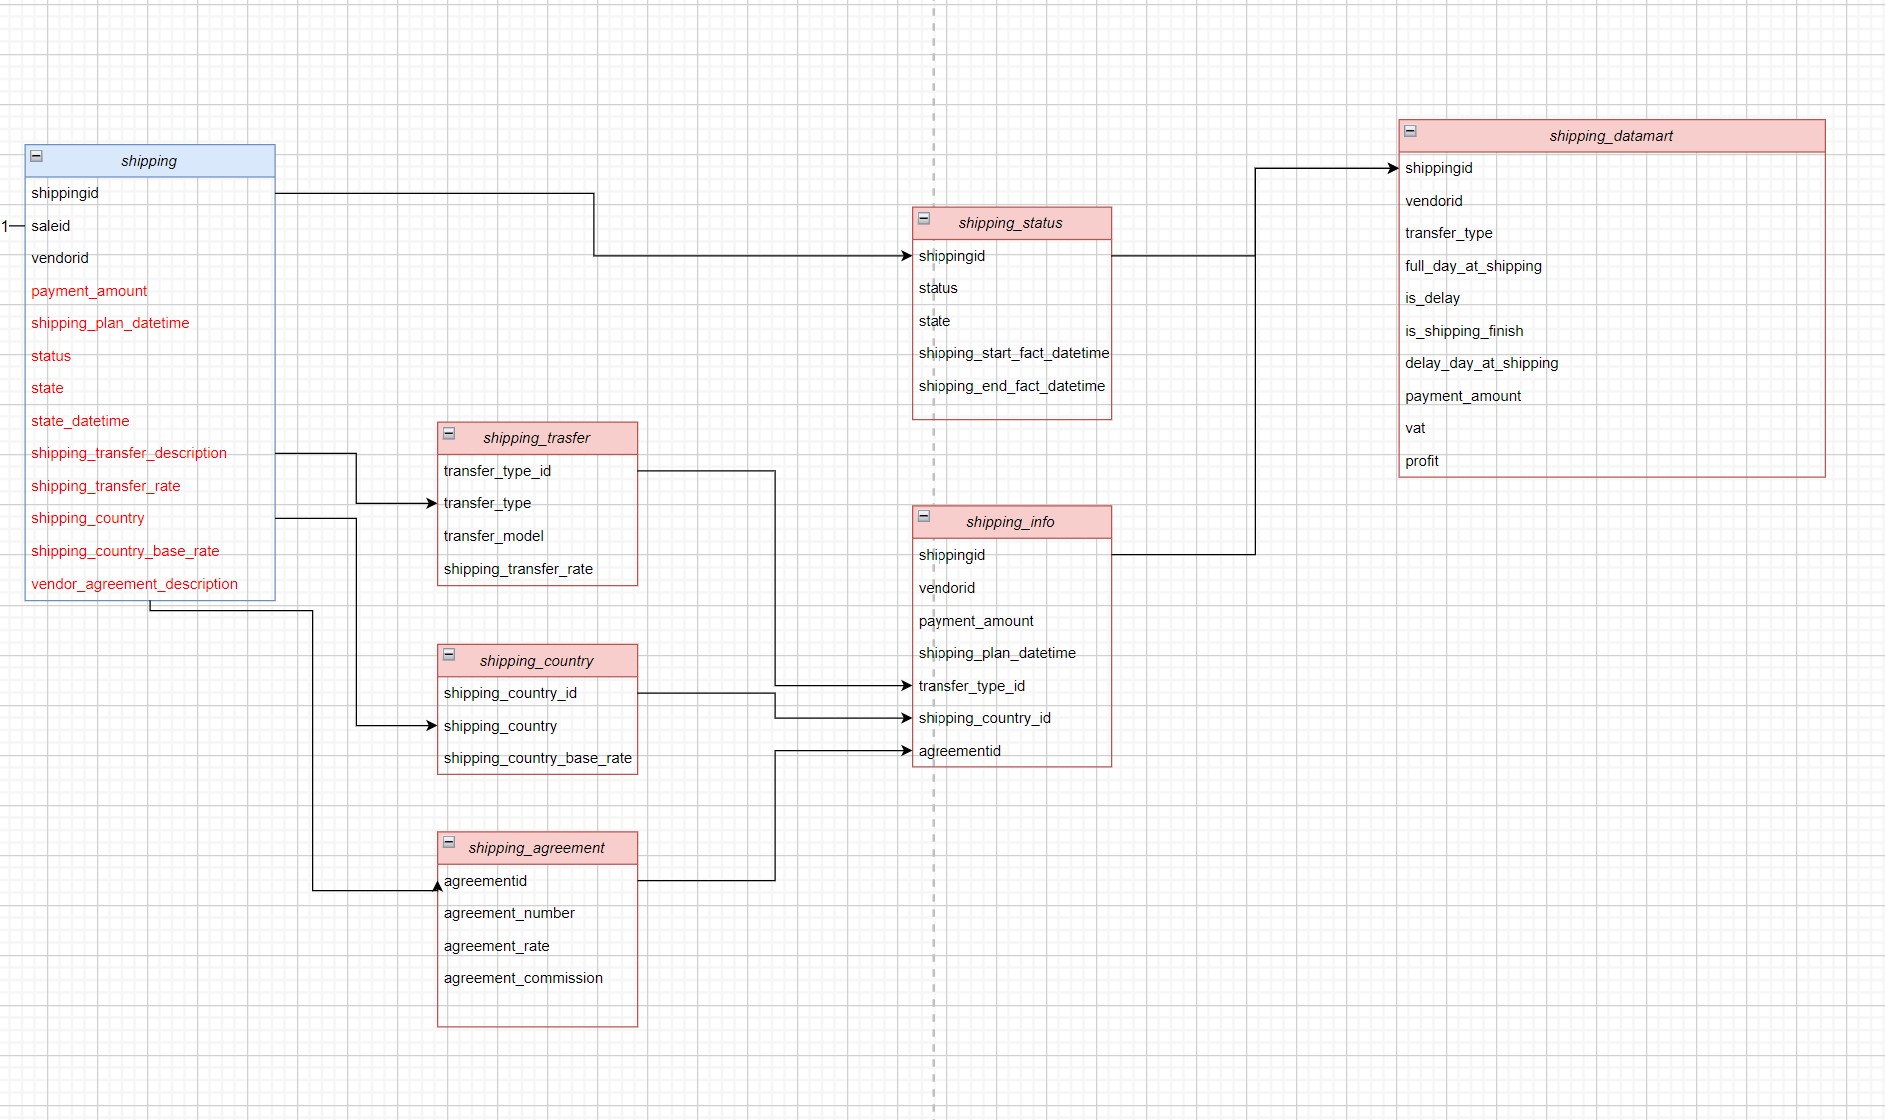 shipping
shippingid
1
saleid
vendorid
payment_amount
shipping_plan_datetime
status
state
state_datetime
shipping_transfer_description
shipping_transfer_rate
shipping_country
shipping_country_base_rate
vendor_agreement_description
shipping_trasfer
transfer_type_id
transfer_type
transfer_model
shipping_transfer_rate
shipping_country
shipping_country_id
shipping_country
shipping_country_base_rate
shipping_agreement
agreementid
agreement_number
agreement_rate
agreement_commission
shipping_status
shippingid
status
state
shipping_start_fact_datetime
shipping_end_fact_datetime
shipping_info
shippingid
vendorid
payment_amount
shipping_plan_datetime
transfer_type_id
shipping_country_id
agreementid
shipping_datamart
shippingid
vendorid
transfer_type
full_day_at_shipping
is_delay
is_shipping_finish
delay_day_at_shipping
payment_amount
vat
profit